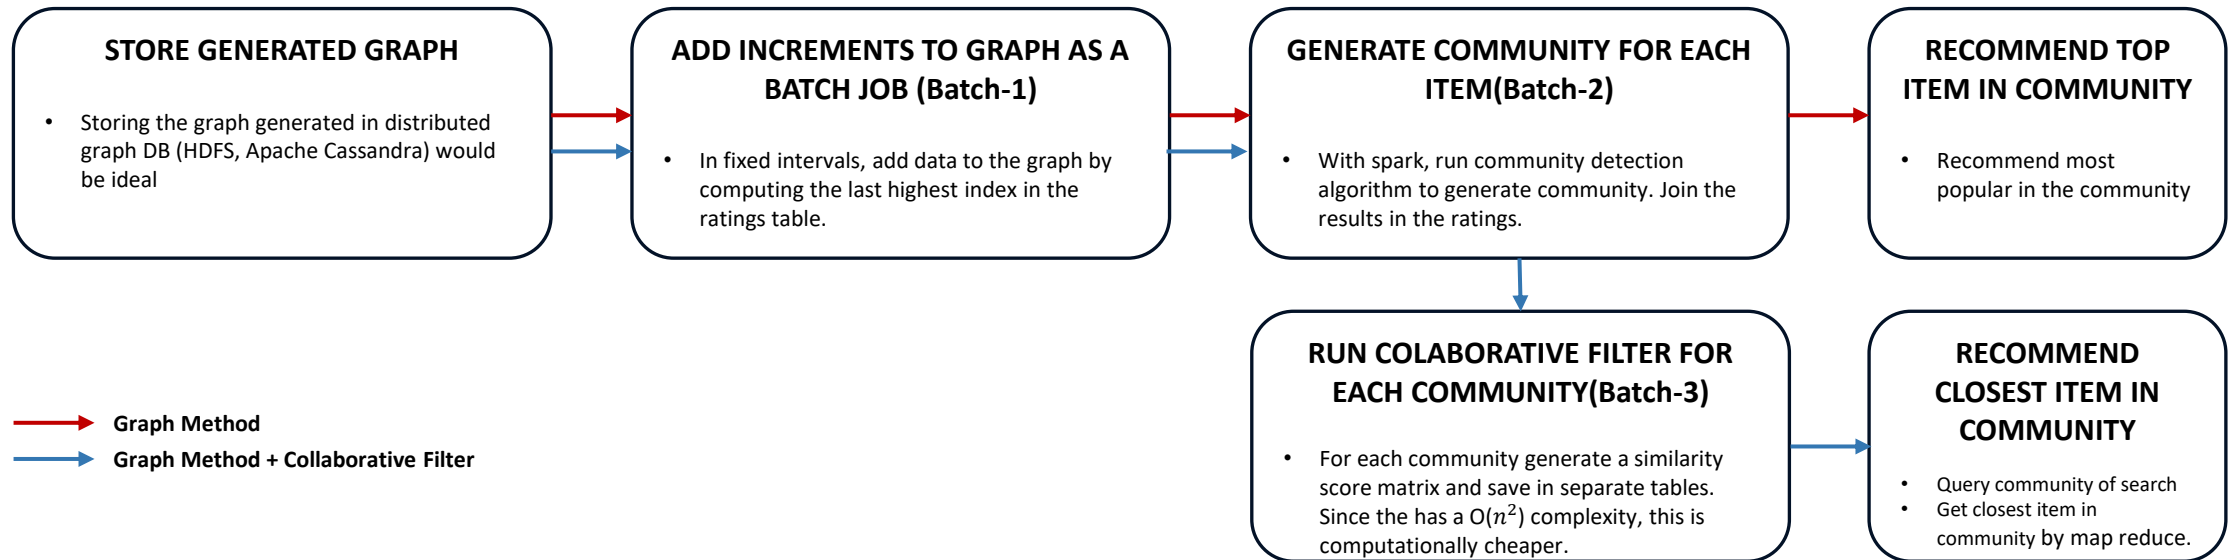 STORE GENERATED GRAPH
• Storing the graph generated in distributed
graph DB (HDFS, Apache Cassandra) would
be ideal
ADD INCREMENTS TO GRAPH AS A
BATCH JOB (Batch-1)
• In fixed intervals, add data to the graph by
computing the last highest index in the
ratings table.
GENERATE COMMUNITY FOR EACH
ITEM(Batch-2)
• With spark, run community detection
algorithm to generate community. Join the
results in the ratings.
RECOMMEND TOP
ITEM IN COMMUNITY
• Recommend most
popular in the community
RUN COLABORATIVE FILTER FOR
EACH COMMUNITY(Batch-3)
• For each community generate a similarity
score matrix and save in separate tables.
Since the has a O(n²) complexity, this is
computationally cheaper.
RECOMMEND
CLOSEST ITEM IN
COMMUNITY
• Query community of search
• Get closest item in
community by map reduce.
Graph Method
Graph Method + Collaborative Filter